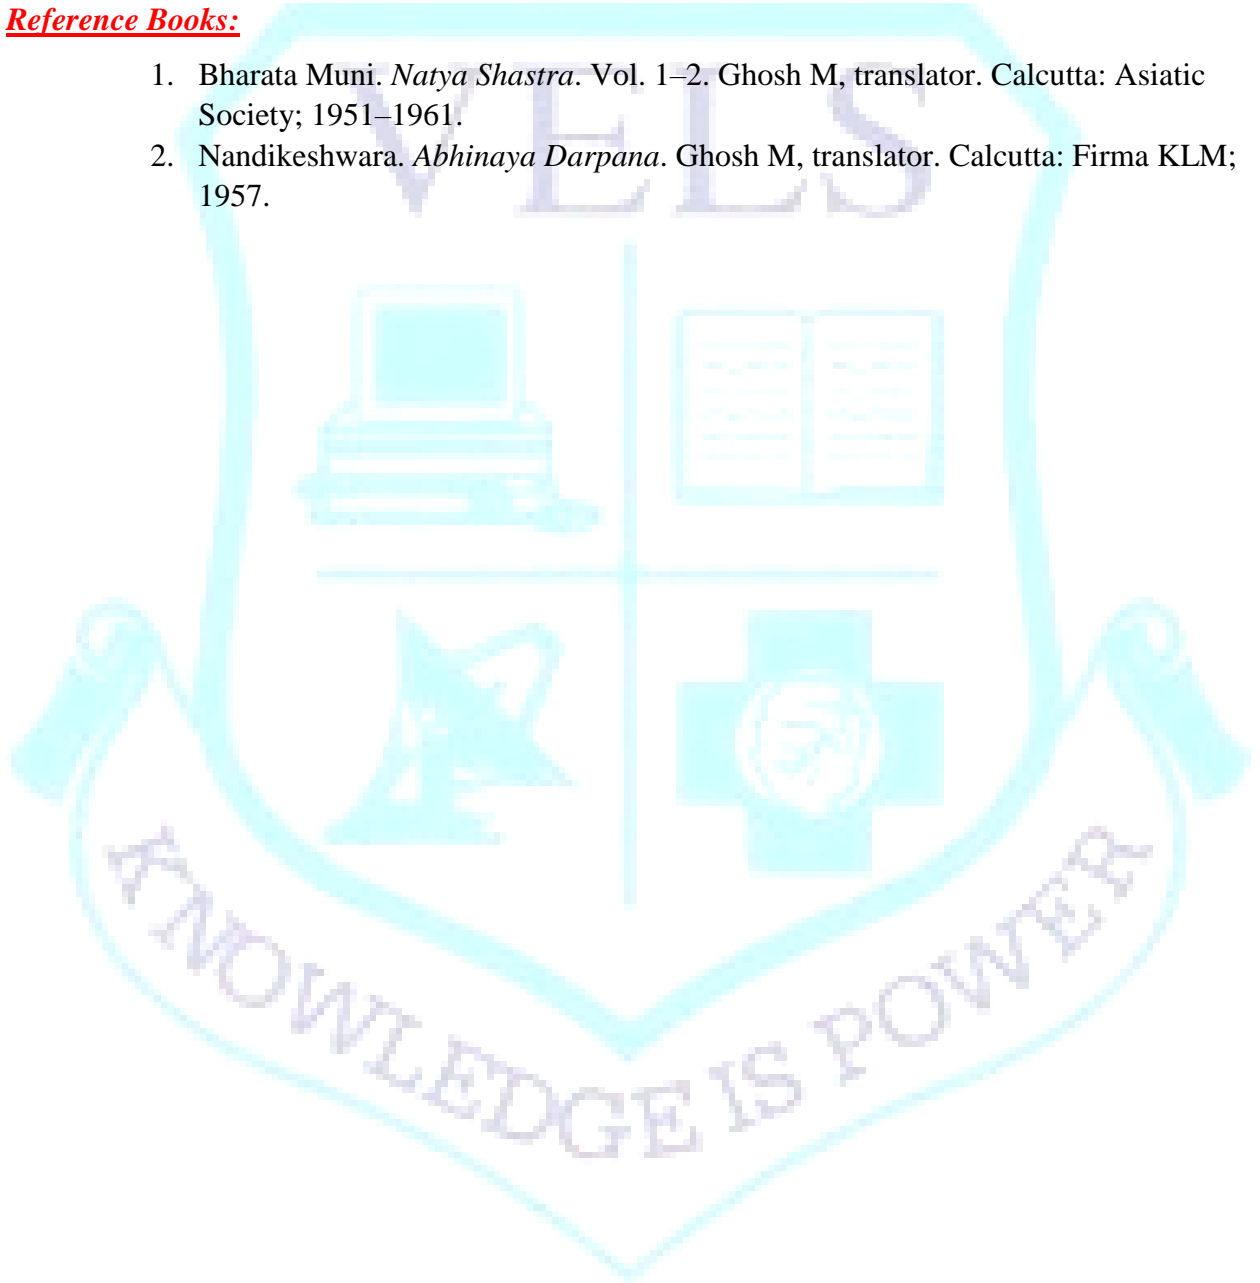 Reference Books:
1. Bharata Muni. Natya Shastra. Vol. 1–2. Ghosh M, translator. Calcutta: Asiatic
Society; 1951–1961.
2. Nandikeshwara. Abhinaya Darpana. Ghosh M, translator. Calcutta: Firma KLM;
1957.
VELS
KNOWLEDGE IS POWER